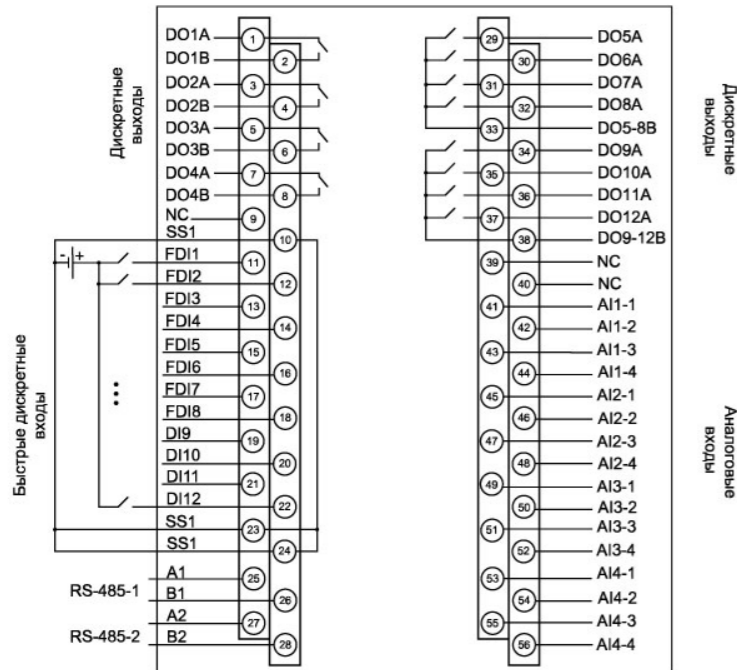 Дискретные выходы
DO1A 1
DO1B 2
DO2A 3
DO2B 4
DO3A 5
DO3B 6
DO4A 7
DO4B 8
NC 9
SS1 10
- +
Быстрые дискретные входы
FDI1 11
FDI2 12
FDI3 13
FDI4 14
FDI5 15
FDI6 16
FDI7 17
FDI8 18
DI9 19
DI10 20
DI11 21
DI12 22
SS1 23
SS1 24
RS-485-1
A1 25
B1 26
RS-485-2
A2 27
B2 28
Дискретные выходы
29 DO5A
30 DO6A
31 DO7A
32 DO8A
33 DO5-8B
34 DO9A
35 DO10A
36 DO11A
37 DO12A
38 DO9-12B
39 NC
40 NC
Аналоговые входы
41 AI1-1
42 AI1-2
43 AI1-3
44 AI1-4
45 AI2-1
46 AI2-2
47 AI2-3
48 AI2-4
49 AI3-1
50 AI3-2
51 AI3-3
52 AI3-4
53 AI4-1
54 AI4-2
55 AI4-3
56 AI4-4